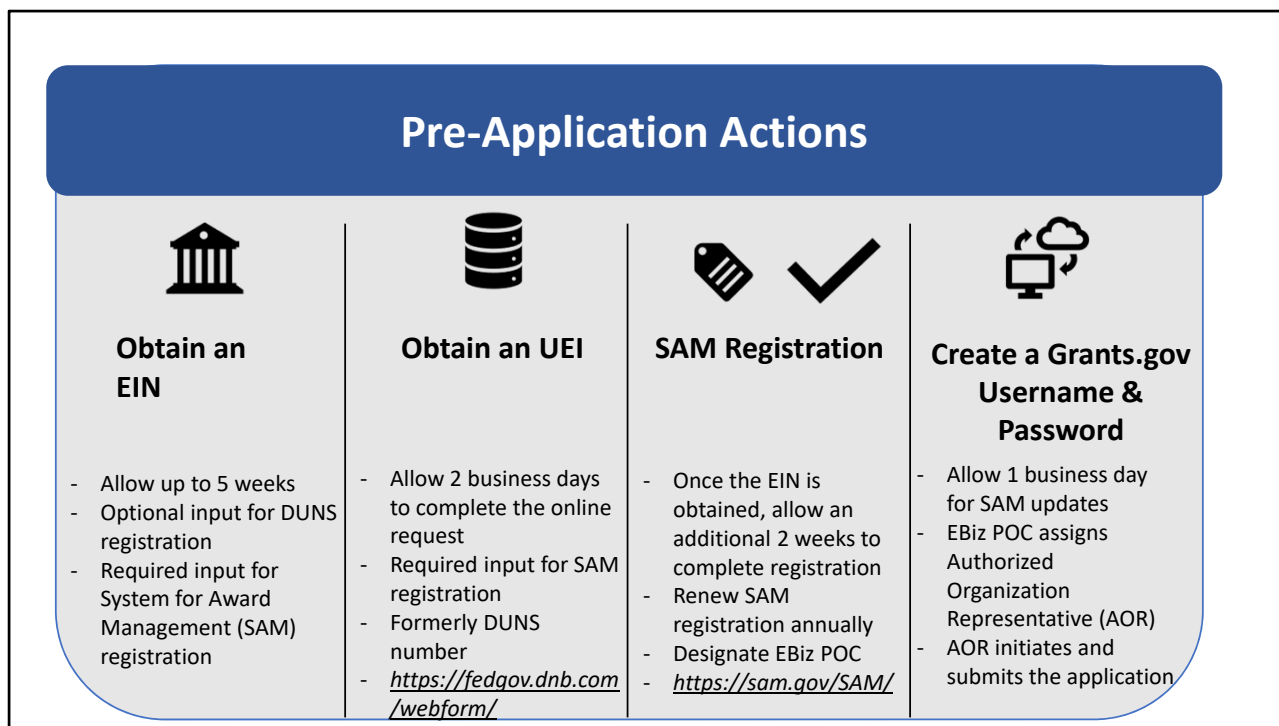 Pre-Application Actions
Obtain an
EIN
- Allow up to 5 weeks
- Optional input for DUNS
registration
- Required input for
System for Award
Management (SAM)
registration
Obtain an UEI
- Allow 2 business days
to complete the online
request
- Required input for SAM
registration
- Formerly DUNS
number
- https://fedgov.dnb.com
/webform/
SAM Registration
- Once the EIN is
obtained, allow an
additional 2 weeks to
complete registration
- Renew SAM
registration annually
- Designate EBiz POC
- https://sam.gov/SAM/
Create a Grants.gov
Username &
Password
- Allow 1 business day
for SAM updates
- EBiz POC assigns
Authorized
Organization
Representative (AOR)
- AOR initiates and
submits the application